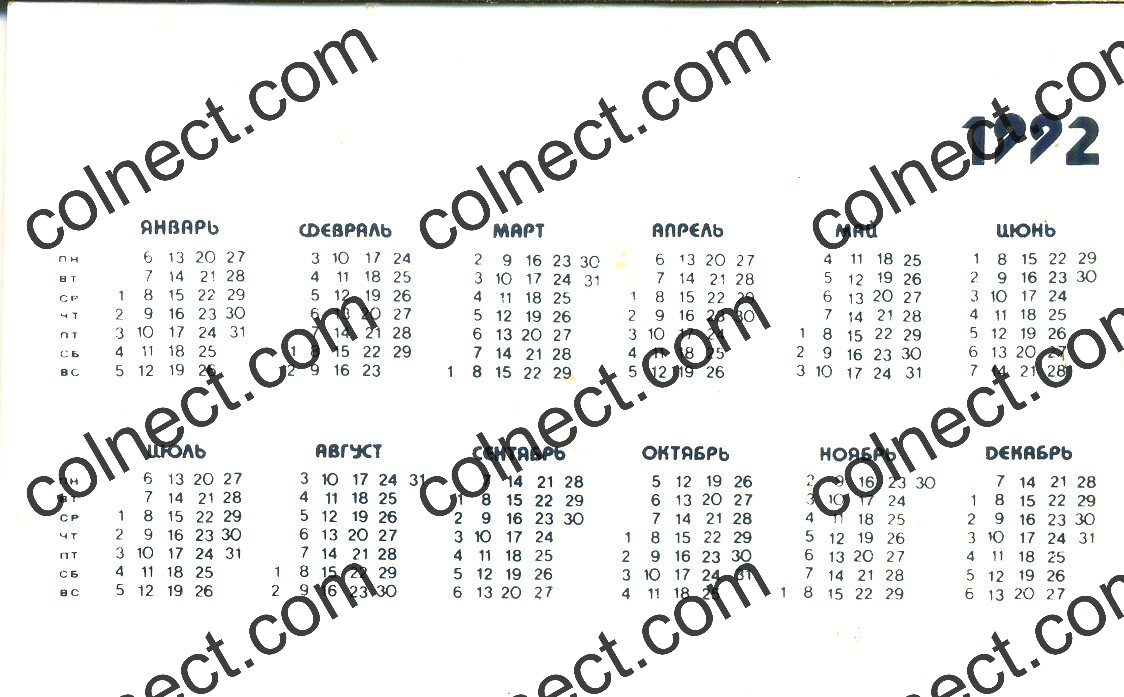 1992
ЯНВАРЬ ФЕВРАЛЬ МАРТ АПРЕЛЬ МАЙ ИЮНЬ
ПН 6 13 20 27 3 10 17 24 2 9 16 23 30 6 13 20 27 4 11 18 25 1 8 15 22 29
ВТ 7 14 21 28 4 11 18 25 3 10 17 24 31 7 14 21 28 5 12 19 26 2 9 16 23 30
СР 1 8 15 22 29 5 12 19 26 4 11 18 25 1 8 15 22 29 6 13 20 27 3 10 17 24
ЧТ 2 9 16 23 30 6 13 20 27 5 12 19 26 2 9 16 23 30 7 14 21 28 4 11 18 25
ПТ 3 10 17 24 31 7 14 21 28 6 13 20 27 3 10 17 24 1 8 15 22 29 5 12 19 26
СБ 4 11 18 25 1 8 15 22 29 7 14 21 28 4 11 18 25 2 9 16 23 30 6 13 20 27
ВС 5 12 19 26 2 9 16 23 1 8 15 22 29 5 12 19 26 3 10 17 24 31 7 14 21 28
ИЮЛЬ АВГУСТ СЕНТЯБРЬ ОКТЯБРЬ НОЯБРЬ ДЕКАБРЬ
ПН 6 13 20 27 3 10 17 24 31 7 14 21 28 5 12 19 26 2 9 16 23 30 7 14 21 28
ВТ 7 14 21 28 4 11 18 25 1 8 15 22 29 6 13 20 27 3 10 17 24 1 8 15 22 29
СР 1 8 15 22 29 5 12 19 26 2 9 16 23 30 7 14 21 28 4 11 18 25 2 9 16 23 30
ЧТ 2 9 16 23 30 6 13 20 27 3 10 17 24 1 8 15 22 29 5 12 19 26 3 10 17 24 31
ПТ 3 10 17 24 31 7 14 21 28 4 11 18 25 2 9 16 23 30 6 13 20 27 4 11 18 25
СБ 4 11 18 25 1 8 15 22 29 5 12 19 26 3 10 17 24 31 7 14 21 28 5 12 19 26
ВС 5 12 19 26 2 9 16 23 30 6 13 20 27 4 11 18 25 1 8 15 22 29 6 13 20 27
colnect.com
colnect.com
colnect.com
colnect.com
colnect.com
colnect.com
colnect.com
colnect.com
colnect.com